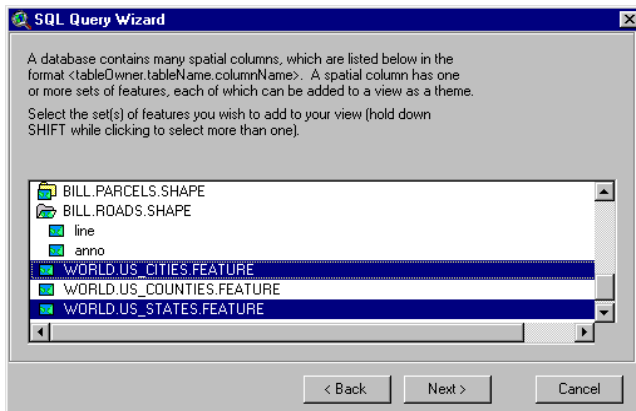 SQL Query Wizard
A database contains many spatial columns, which are listed below in the
format <tableOwner.tableName.columnName>. A spatial column has one
or more sets of features, each of which can be added to a view as a theme.
Select the set(s) of features you wish to add to your view (hold down
SHIFT while clicking to select more than one).
BILL.PARCELS.SHAPE
BILL.ROADS.SHAPE
line
anno
WORLD.US_CITIES.FEATURE
WORLD.US_COUNTIES.FEATURE
WORLD.US_STATES.FEATURE
< Back
Next >
Cancel